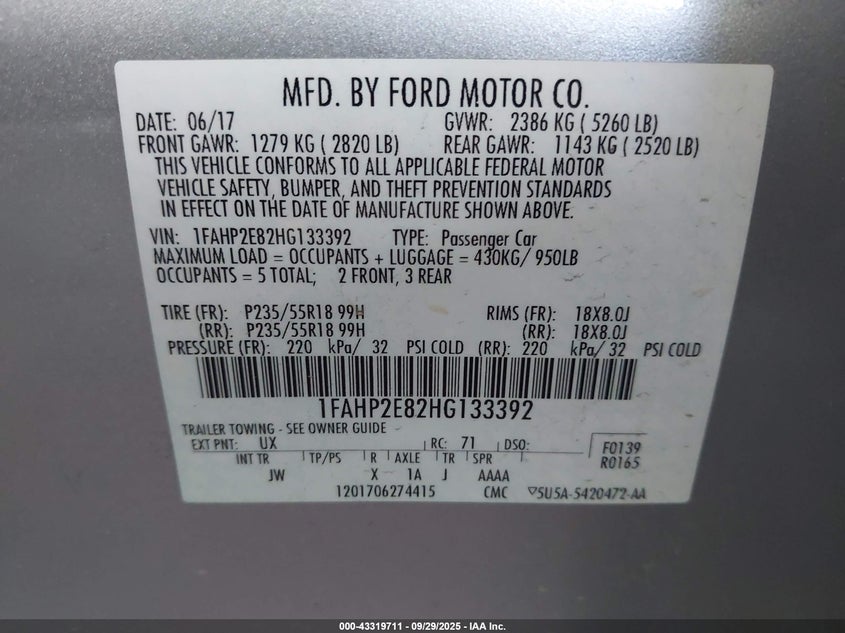 MFD. BY FORD MOTOR CO.
DATE: 06/17 GVWR: 2386 KG ( 5260 LB)
FRONT GAWR: 1279 KG ( 2820 LB) REAR GAWR: 1143 KG ( 2520 LB)
THIS VEHICLE CONFORMS TO ALL APPLICABLE FEDERAL MOTOR
VEHICLE SAFETY, BUMPER, AND THEFT PREVENTION STANDARDS
IN EFFECT ON THE DATE OF MANUFACTURE SHOWN ABOVE.
VIN: 1FAHP2E82HG133392 TYPE: Passenger Car
MAXIMUM LOAD = OCCUPANTS + LUGGAGE = 430KG/ 950LB
OCCUPANTS = 5 TOTAL; 2 FRONT, 3 REAR
TIRE (FR): P235/55R18 99H RIMS (FR): 18X8.0J
(RR): P235/55R18 99H (RR): 18X8.0J
PRESSURE (FR): 220 kPa/ 32 PSI COLD (RR): 220 kPa/ 32 PSI COLD
1FAHP2E82HG133392
TRAILER TOWING - SEE OWNER GUIDE
EXT PNT: UX RC: 71 DSO: F0139
INT TR TP/PS R AXLE TR SPR R0165
JW X 1A J AAAA
1201706274415 CMC ▽5U5A-5420472-AA
000-43319711 - 09/29/2025 - IAA Inc.